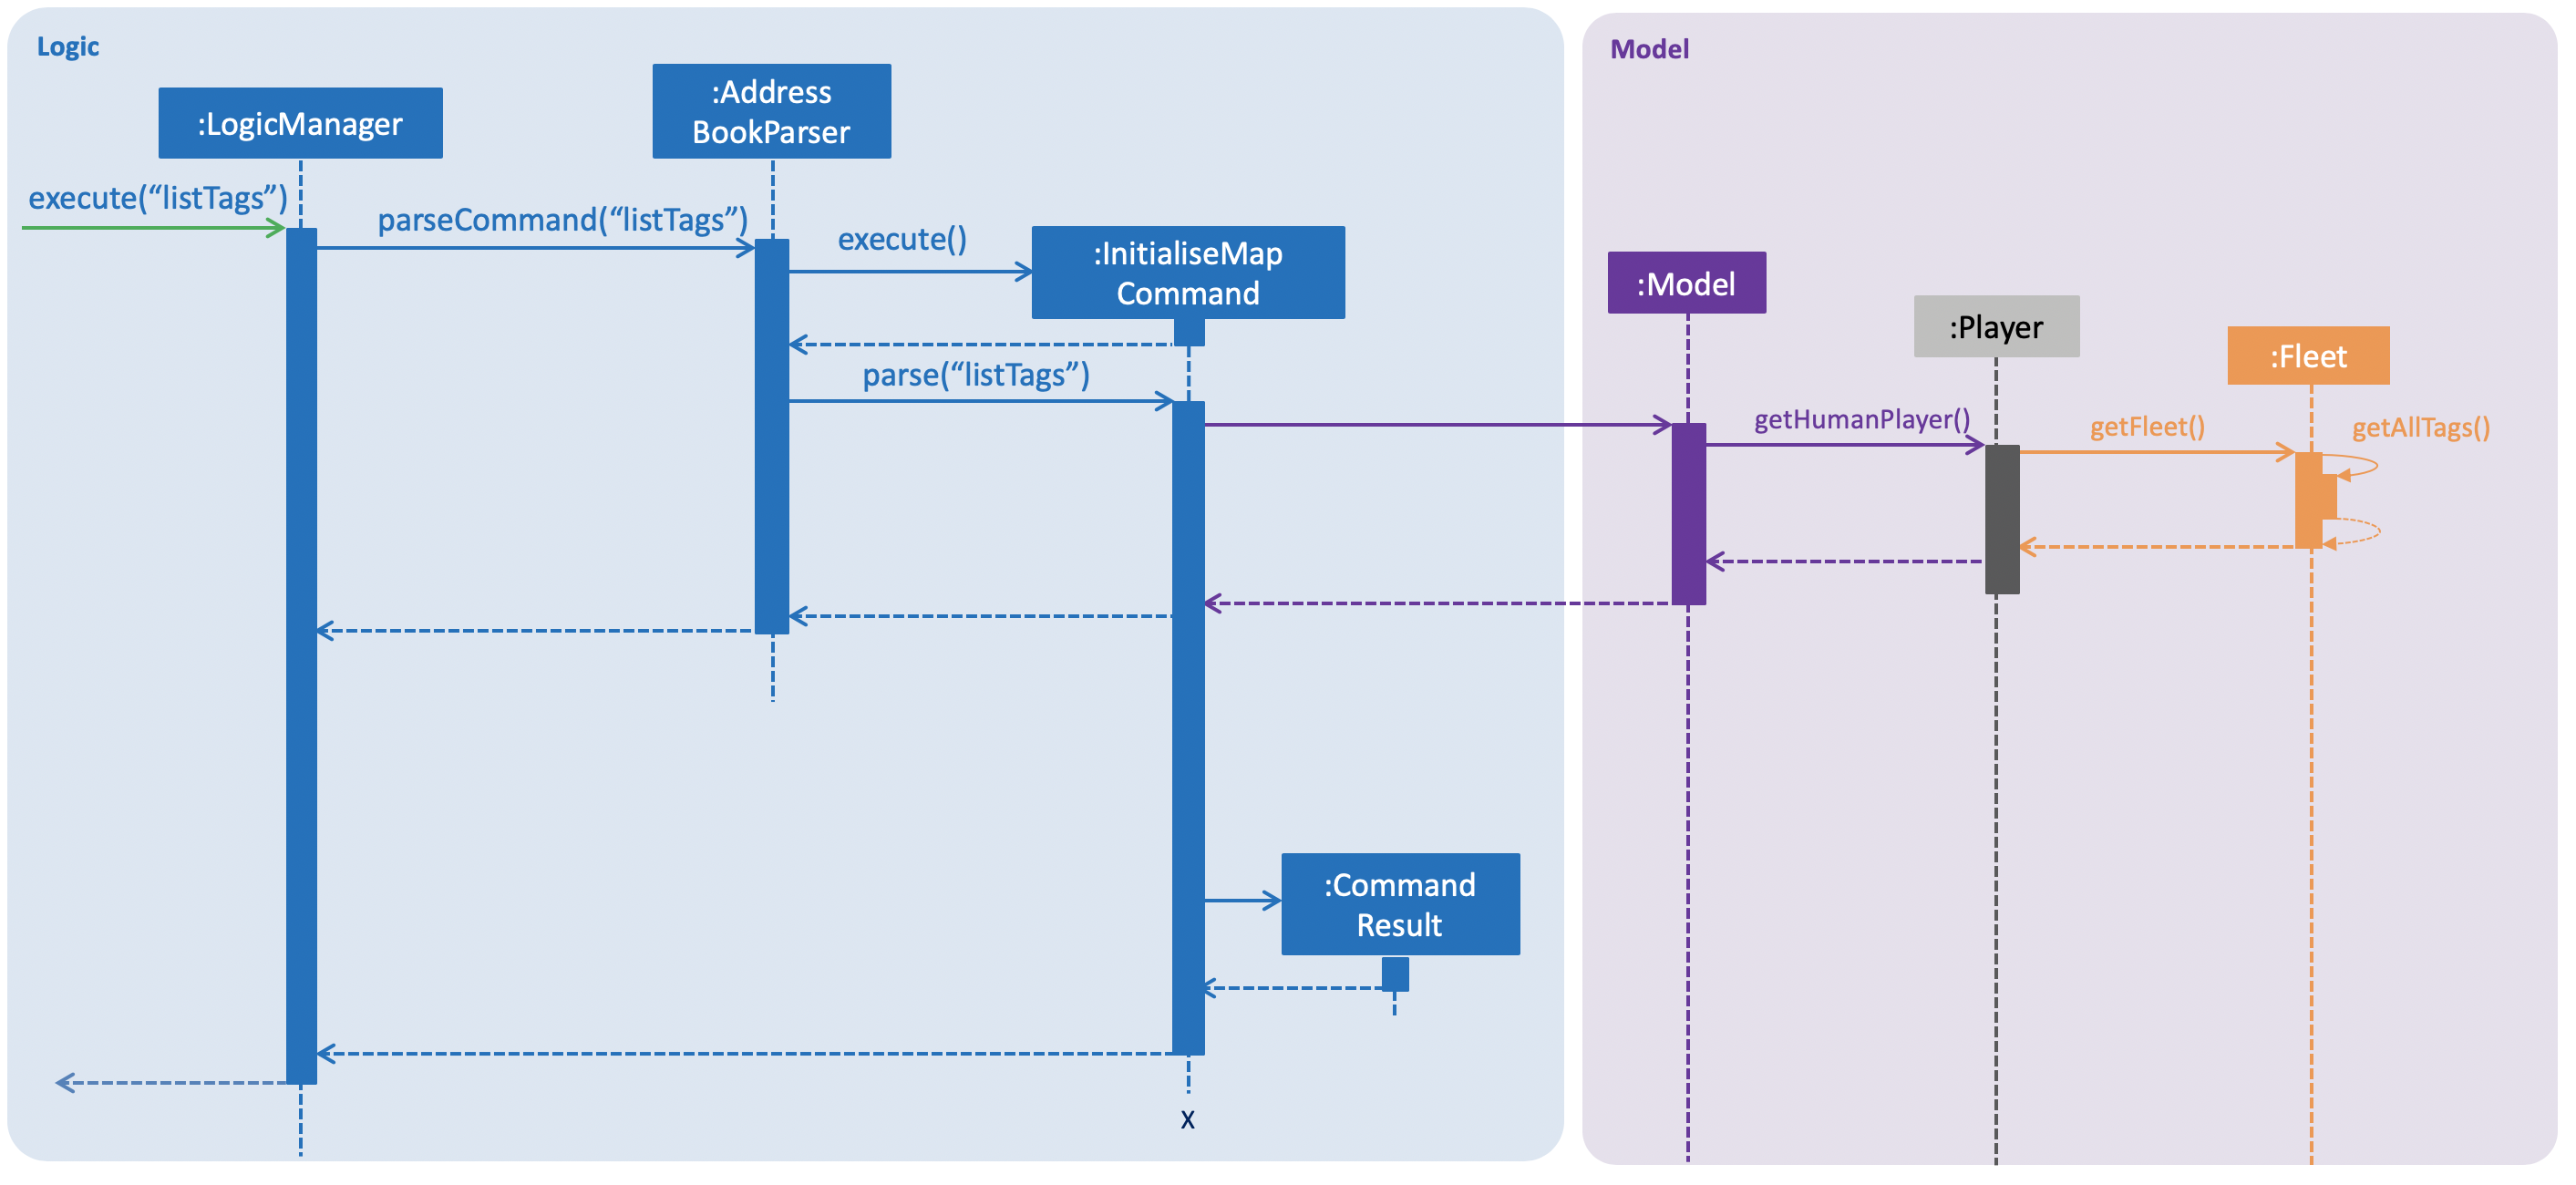 Logic
Model
:LogicManager
:Address
BookParser
execute(“listTags”)
parseCommand(“listTags”)
execute()
:InitialiseMap
Command
:Model
:Player
:Fleet
parse(“listTags”)
getHumanPlayer()
getFleet()
getAllTags()
:Command
Result
X